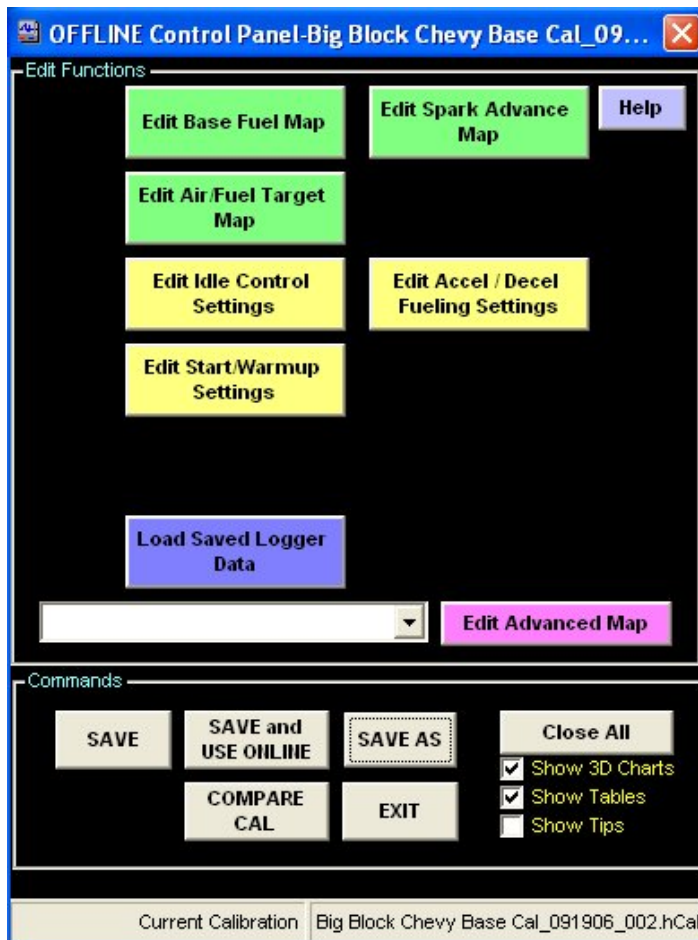 OFFLINE Control Panel-Big Block Chevy Base Cal_09...
Edit Functions
Edit Base Fuel Map
Edit Spark Advance
Map
Help
Edit Air/Fuel Target
Map
Edit Idle Control
Settings
Edit Accel / Decel
Fueling Settings
Edit Start/Warmup
Settings
Load Saved Logger
Data
Edit Advanced Map
Commands
SAVE
SAVE and
USE ONLINE
SAVE AS
Close All
Show 3D Charts
Show Tables
Show Tips
COMPARE
CAL
EXIT
Current Calibration
Big Block Chevy Base Cal_091906_002.hCal